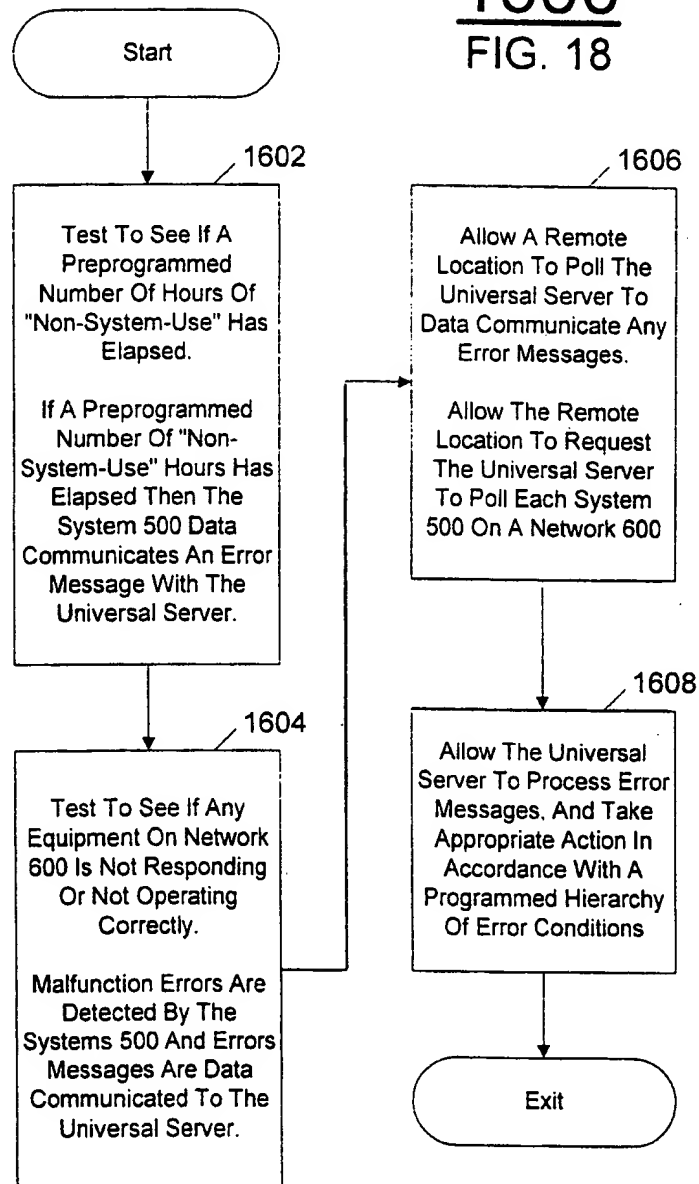 FIG. 18
Start
1602
Test To See If A
Preprogrammed
Number Of Hours Of
"Non-System-Use" Has
Elapsed.
If A Preprogrammed
Number Of "Non-
System-Use" Hours Has
Elapsed Then The
System 500 Data
Communicates An Error
Message With The
Universal Server.
1604
Test To See If Any
Equipment On Network
600 Is Not Responding
Or Not Operating
Correctly.
Malfunction Errors Are
Detected By The
Systems 500 And Errors
Messages Are Data
Communicated To The
Universal Server.
1606
Allow A Remote
Location To Poll The
Universal Server To
Data Communicate Any
Error Messages.
Allow The Remote
Location To Request
The Universal Server
To Poll Each System
500 On A Network 600
1608
Allow The Universal
Server To Process Error
Messages, And Take
Appropriate Action In
Accordance With A
Programmed Hierarchy
Of Error Conditions
Exit